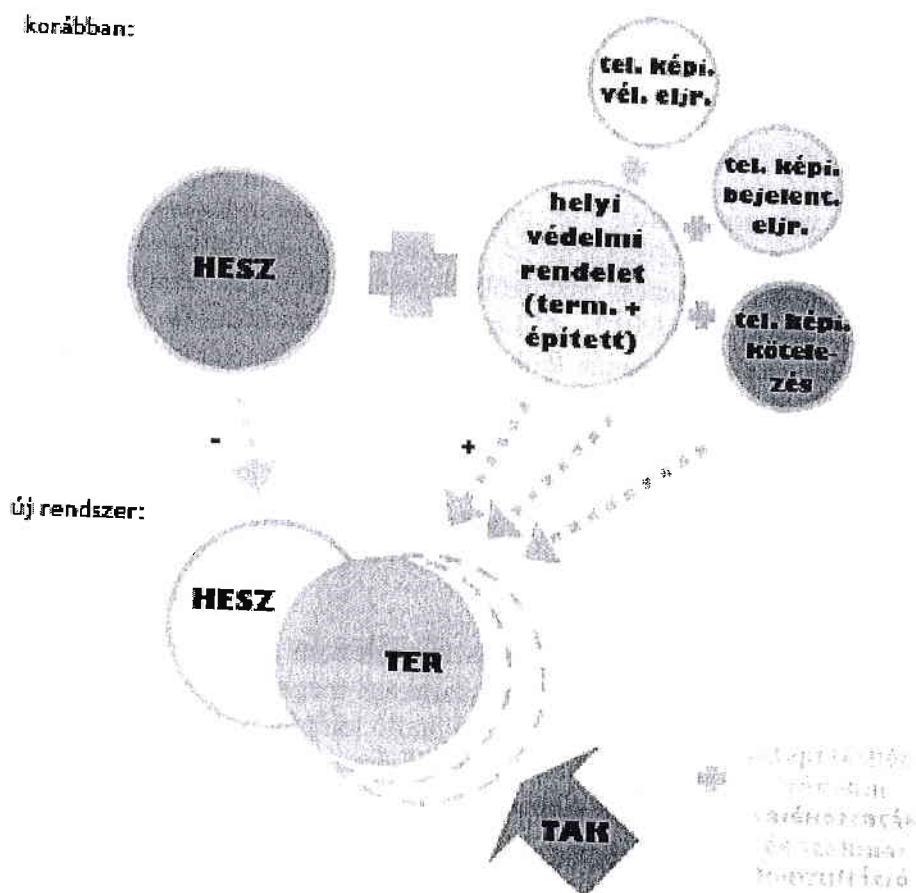 korábban:
tel. képi.
vél. eljr.
tel. képi.
bejelent.
eljr.
HESZ
helyi
védelmi
rendelet
(term. +
épített)
tel. képi.
kötele-
zés
-
+
új rendszer:
HESZ
TER
TAK